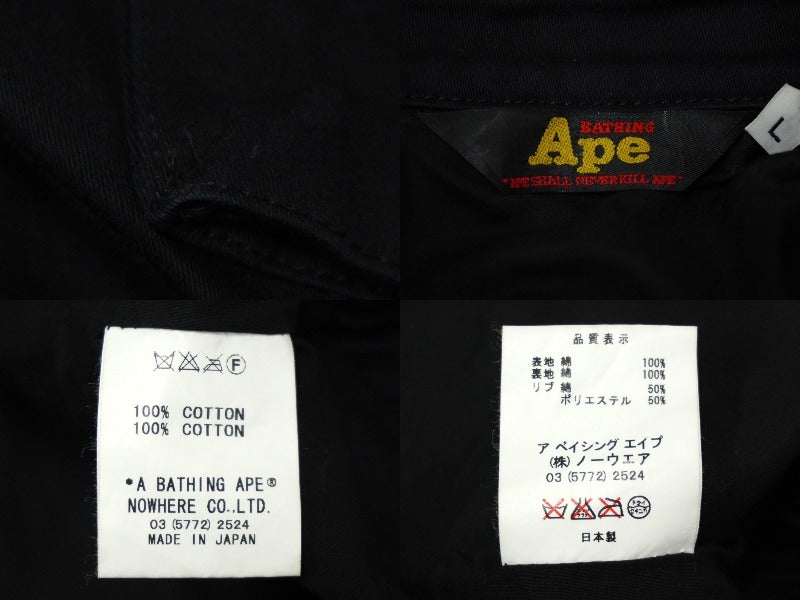 BATHING
Ape
"APE SHALL NEVER KILL APE"
L
F
100% COTTON
100% COTTON
*A BATHING APE®
NOWHERE CO.,LTD.
03 (5772) 2524
MADE IN JAPAN
品質表示
表地 綿 100%
裏地 綿 100%
リブ 綿 50%
ポリエステル 50%
ア ベイシング エイプ
(株) ノーウエア
03 (5772) 2524
日本製